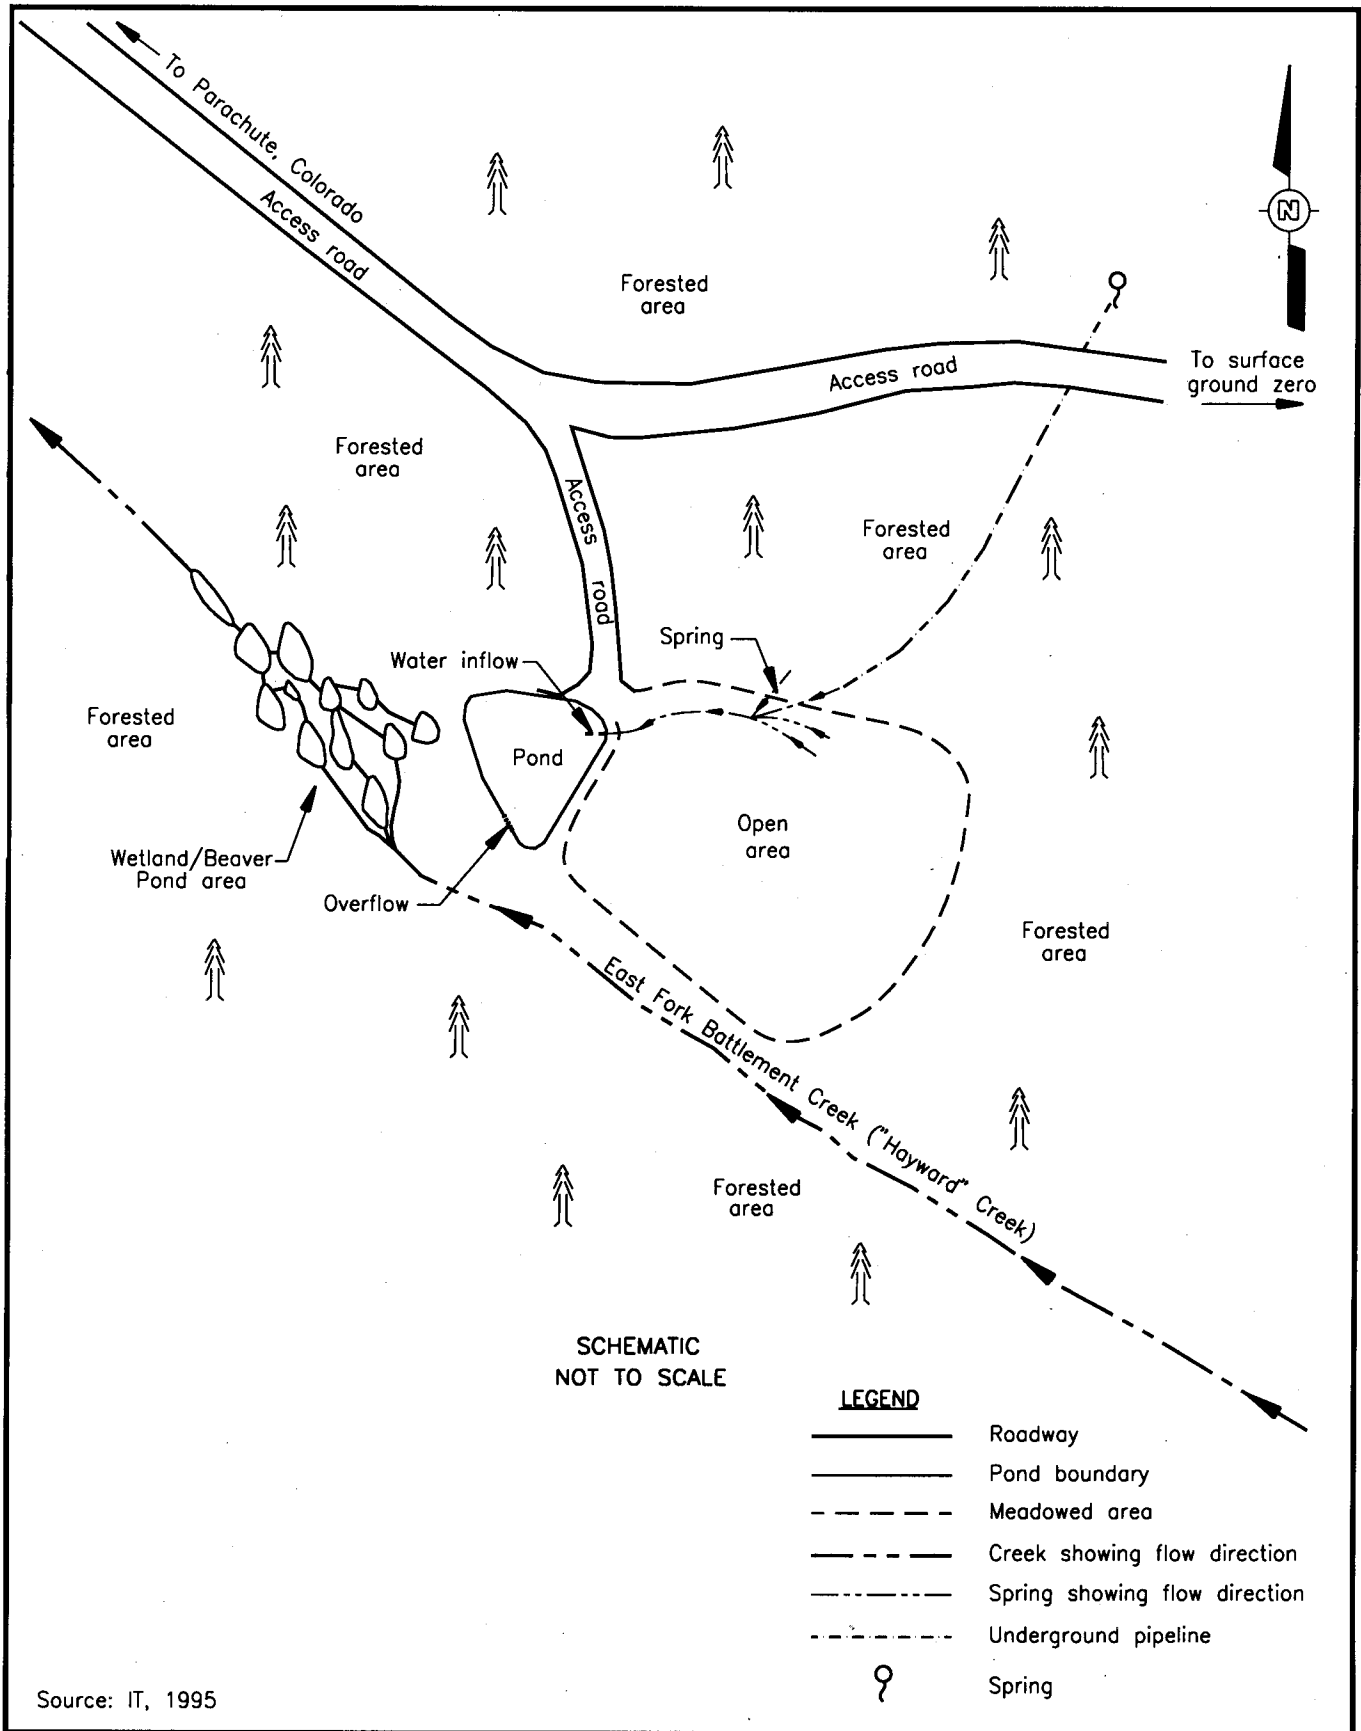 To Parachute, Colorado
Access road
N
Forested
area
Access road
To surface
ground zero
Forested
area
Access road
Forested
area
Spring
Water inflow
Forested
area
Pond
Open
area
Wetland/Beaver
Pond area
Overflow
Forested
area
East Fork Battlement Creek ("Hayward" Creek)
Forested
area
SCHEMATIC
NOT TO SCALE
LEGEND
Roadway
Pond boundary
Meadowed area
Creek showing flow direction
Spring showing flow direction
Underground pipeline
Spring
Source: IT, 1995